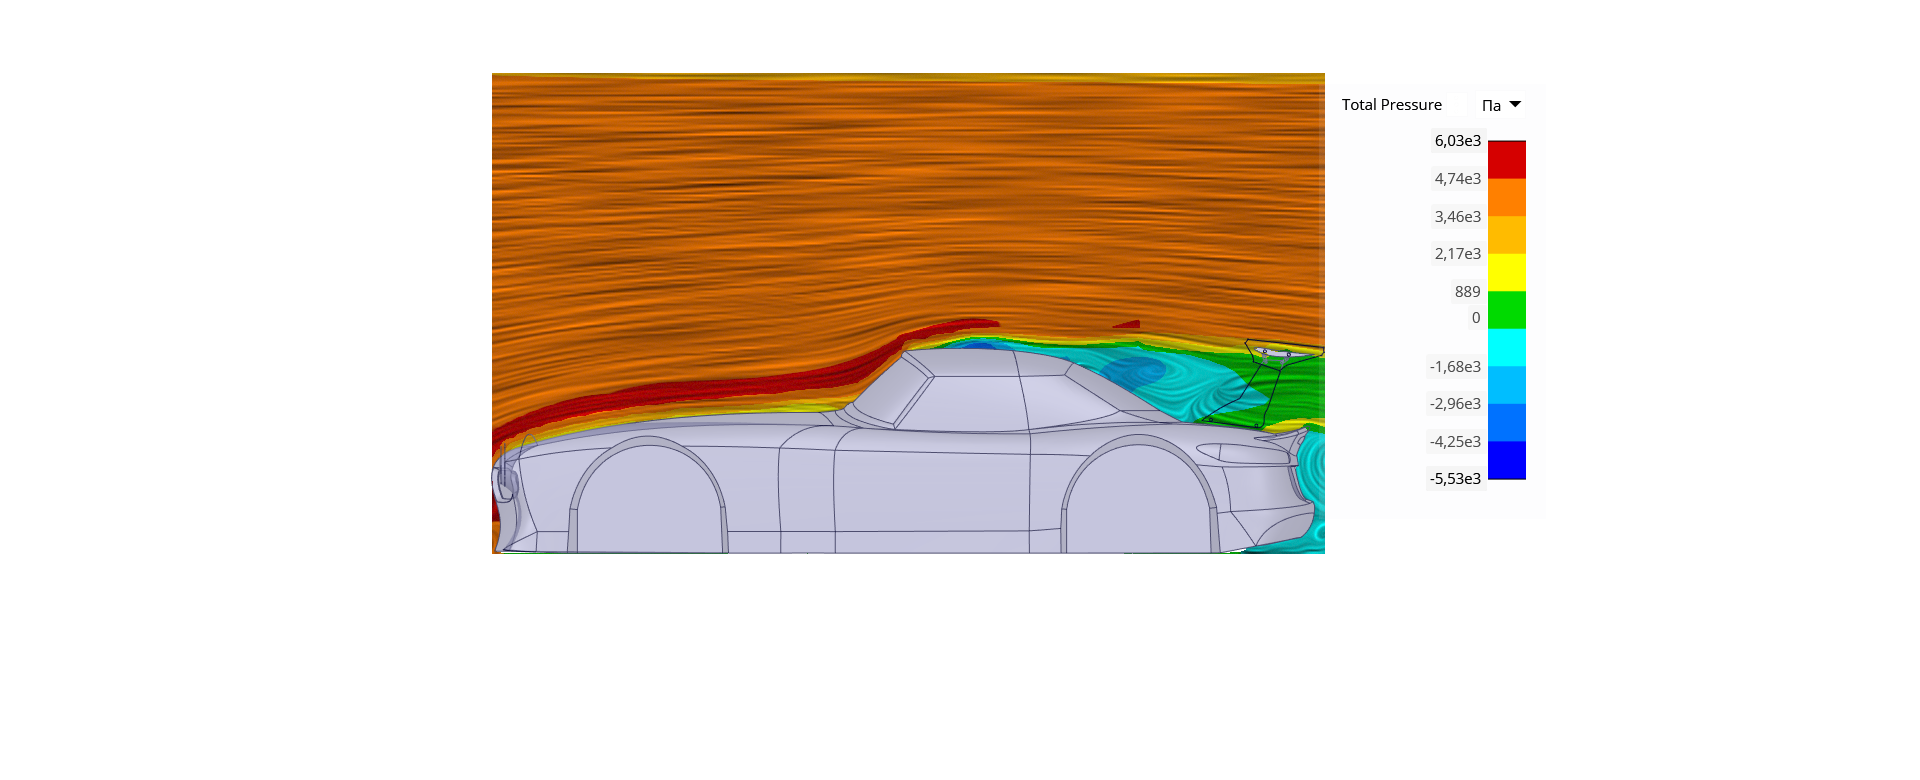 Total Pressure Па
6,03e3
4,74e3
3,46e3
2,17e3
889
0
-1,68e3
-2,96e3
-4,25e3
-5,53e3